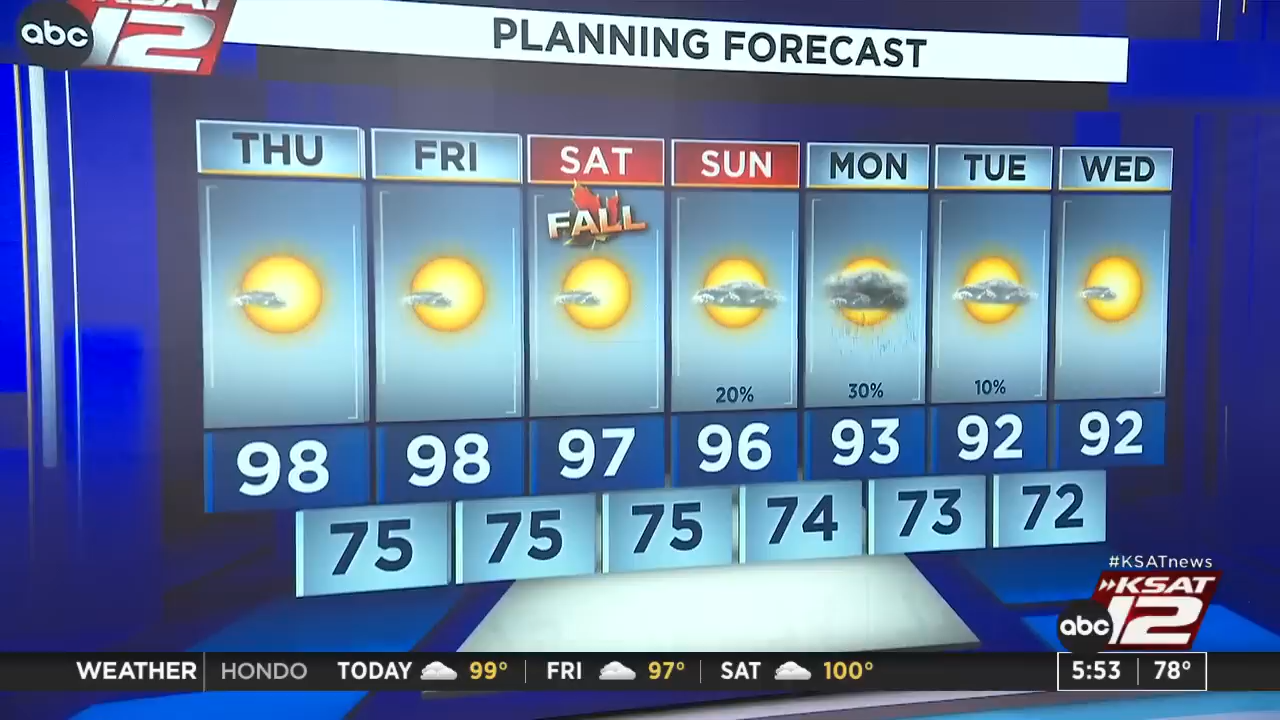 abc
KSAT
12
PLANNING FORECAST
THU FRI SAT SUN MON TUE WED
FALL
20% 30% 10%
98 98 97 96 93 92 92
75 75 75 74 73 72
#KSATnews
KSAT
abc 12
WEATHER HONDO TODAY 99° FRI 97° SAT 100° 5:53 78°